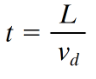 t = L / v_d